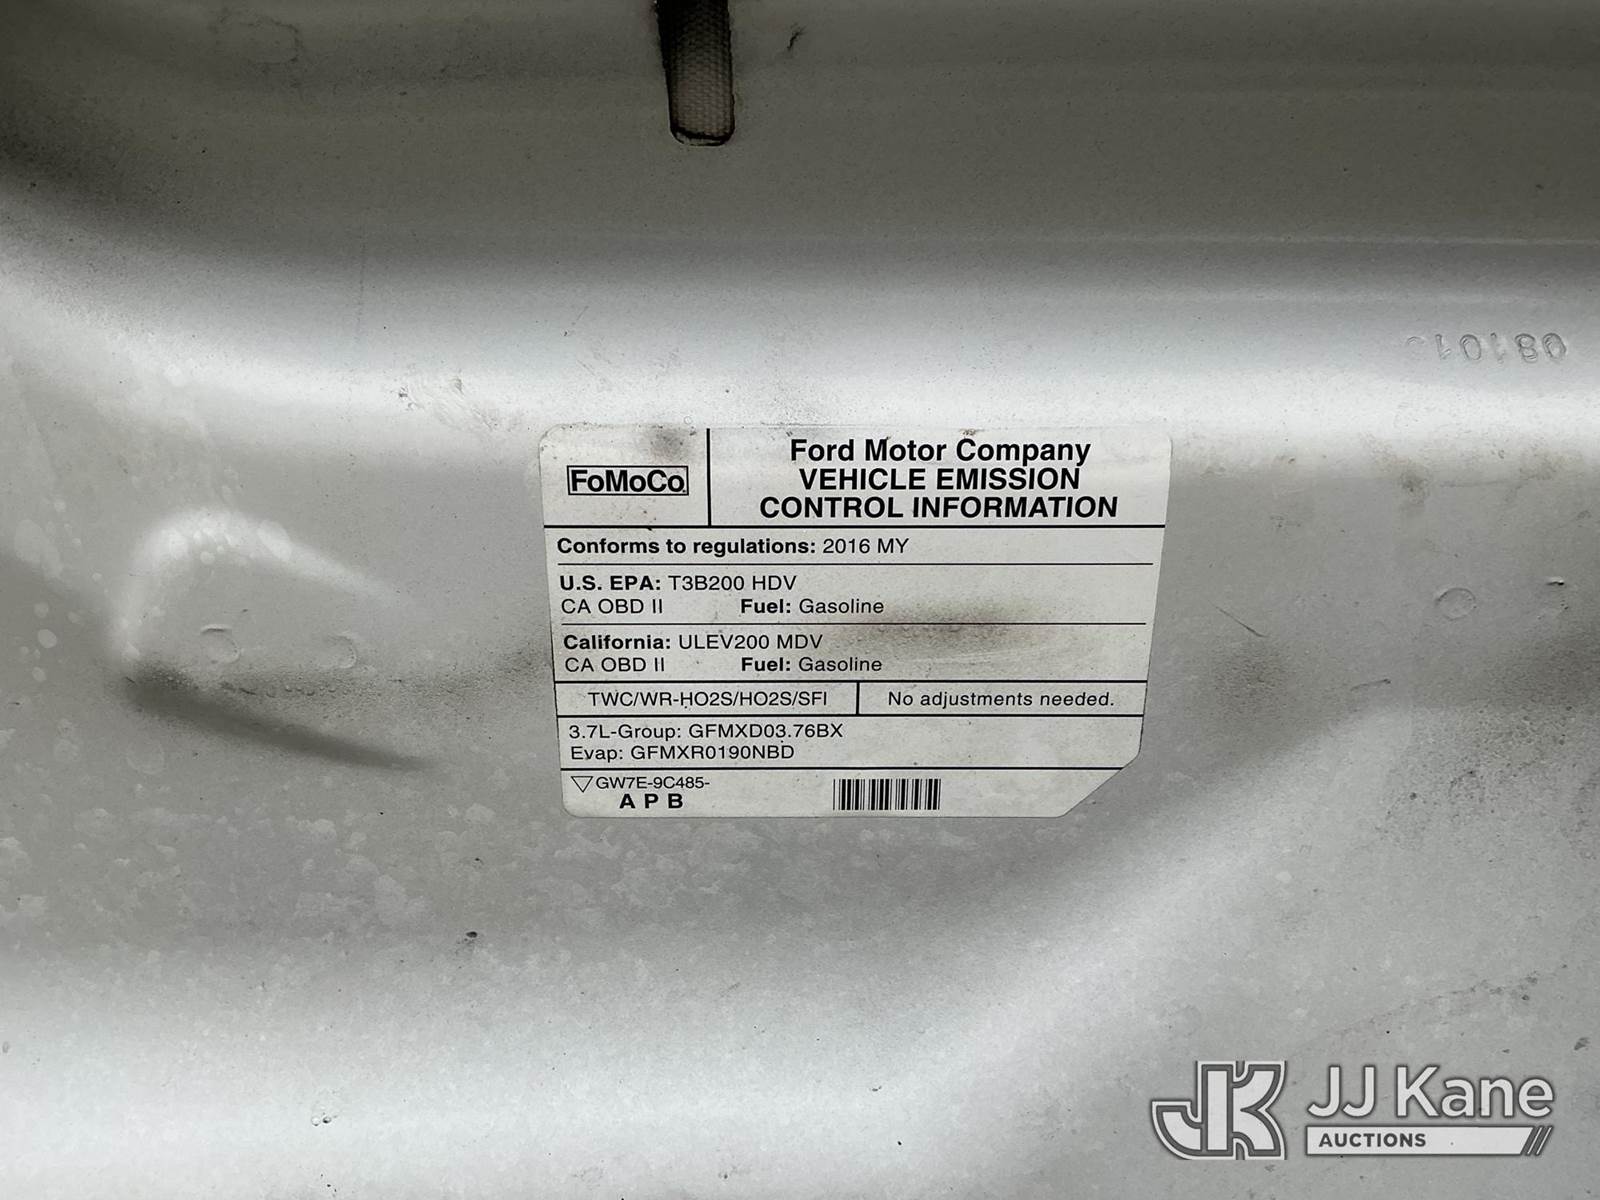 FoMoCo
Ford Motor Company
VEHICLE EMISSION
CONTROL INFORMATION
Conforms to regulations: 2016 MY
U.S. EPA: T3B200 HDV
CA OBD II Fuel: Gasoline
California: ULEV200 MDV
CA OBD II Fuel: Gasoline
TWC/WR-HO2S/HO2S/SFI
No adjustments needed.
3.7L-Group: GFMXD03.76BX
Evap: GFMXR0190NBD
GW7E-9C485-
A P B
JJ Kane
AUCTIONS